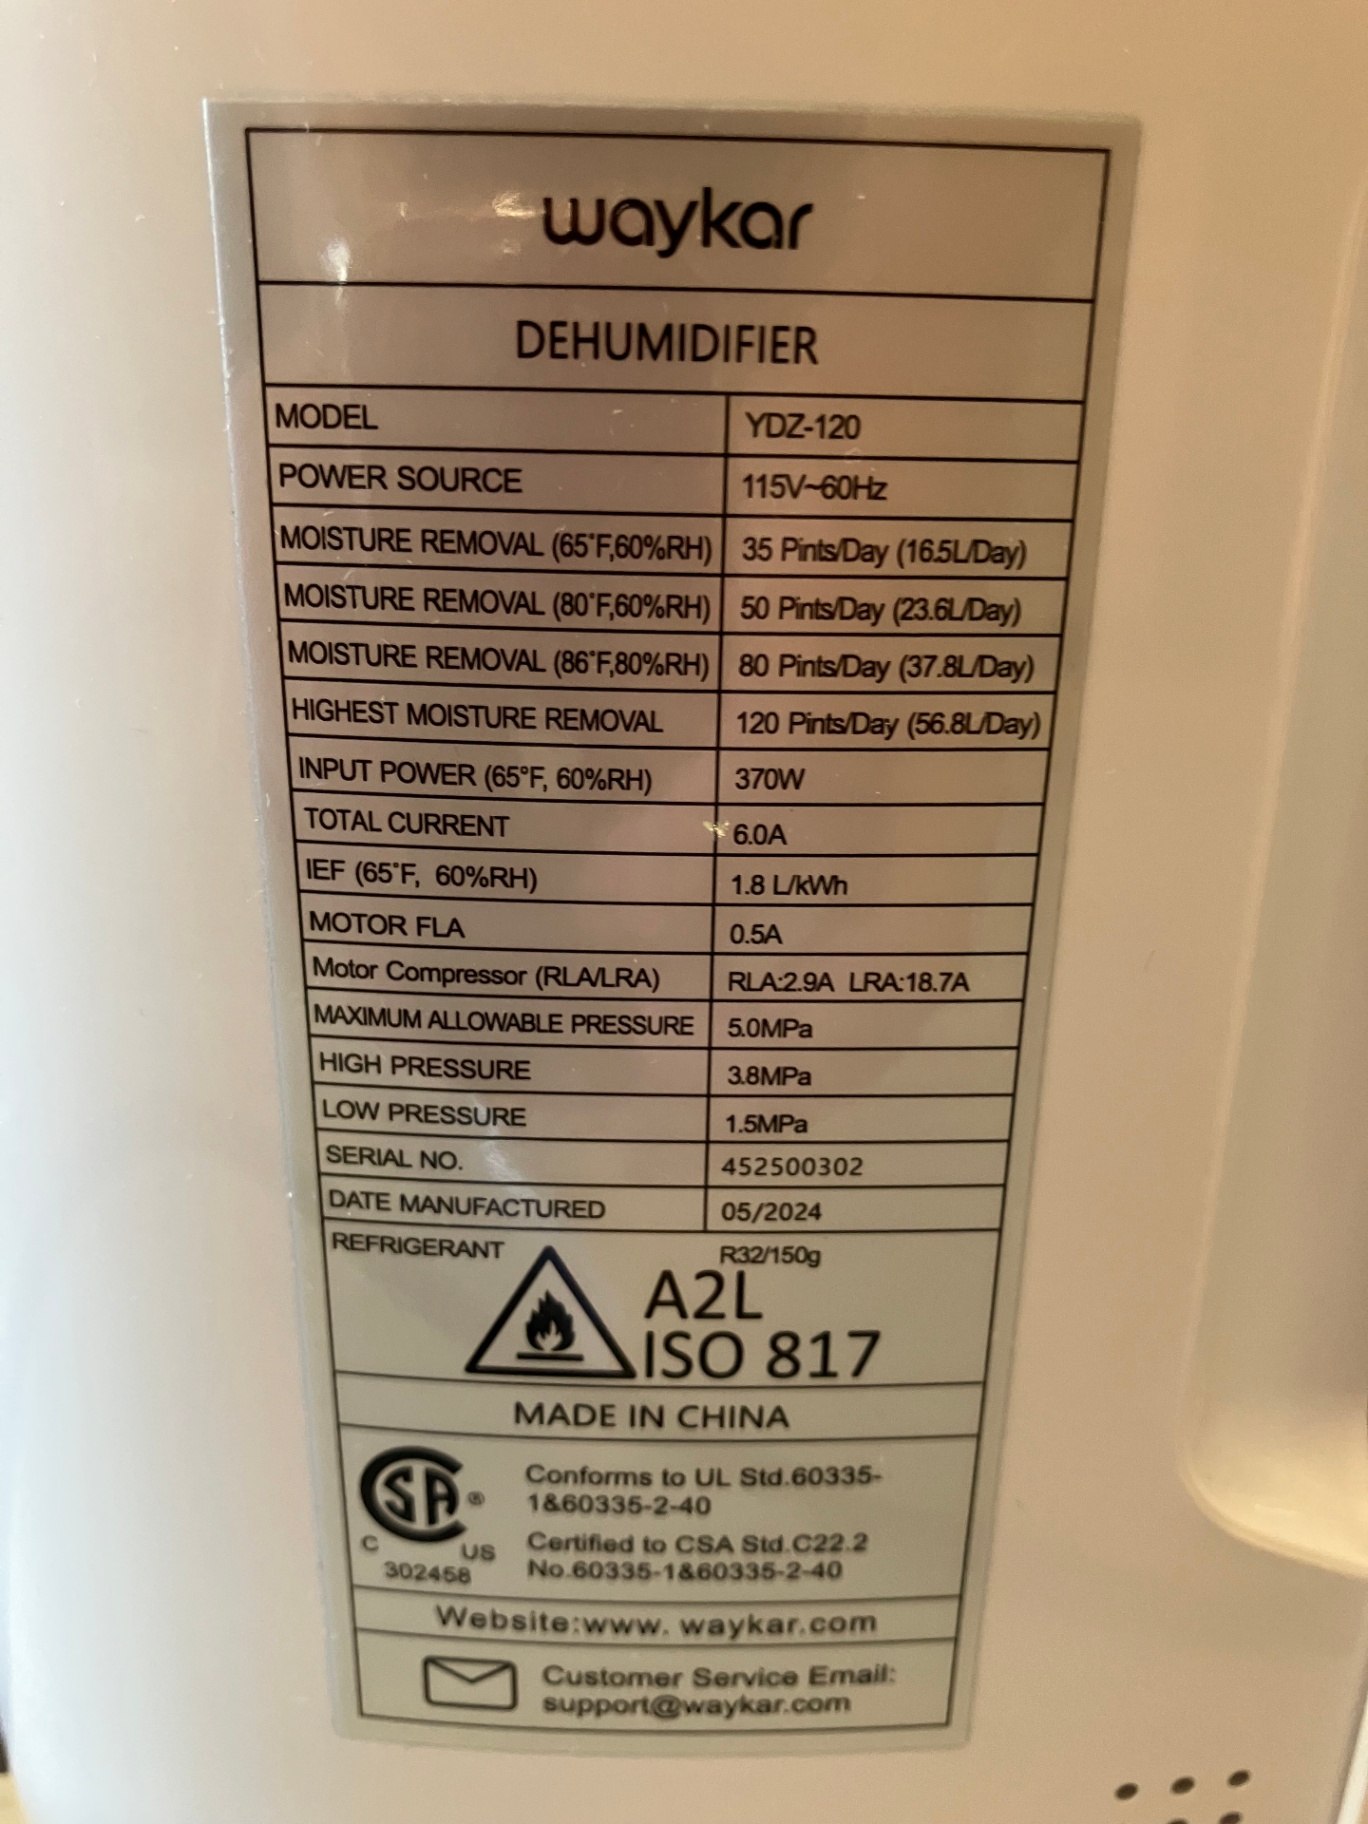 waykar
DEHUMIDIFIER
MODEL YDZ-120
POWER SOURCE 115V~60Hz
MOISTURE REMOVAL (65°F,60%RH) 35 Pints/Day (16.5L/Day)
MOISTURE REMOVAL (80°F,60%RH) 50 Pints/Day (23.6L/Day)
MOISTURE REMOVAL (86°F,80%RH) 80 Pints/Day (37.8L/Day)
HIGHEST MOISTURE REMOVAL 120 Pints/Day (56.8L/Day)
INPUT POWER (65°F, 60%RH) 370W
TOTAL CURRENT 6.0A
IEF (65°F, 60%RH) 1.8 L/kWh
MOTOR FLA 0.5A
Motor Compressor (RLA/LRA) RLA:2.9A LRA:18.7A
MAXIMUM ALLOWABLE PRESSURE 5.0MPa
HIGH PRESSURE 3.8MPa
LOW PRESSURE 1.5MPa
SERIAL NO. 452500302
DATE MANUFACTURED 05/2024
REFRIGERANT R32/150g
A2L
ISO 817
MADE IN CHINA
CSA®
C US
302458
Conforms to UL Std.60335-
1&60335-2-40
Certified to CSA Std.C22.2
No.60335-1&60335-2-40
Website:www. waykar.com
Customer Service Email:
support@waykar.com